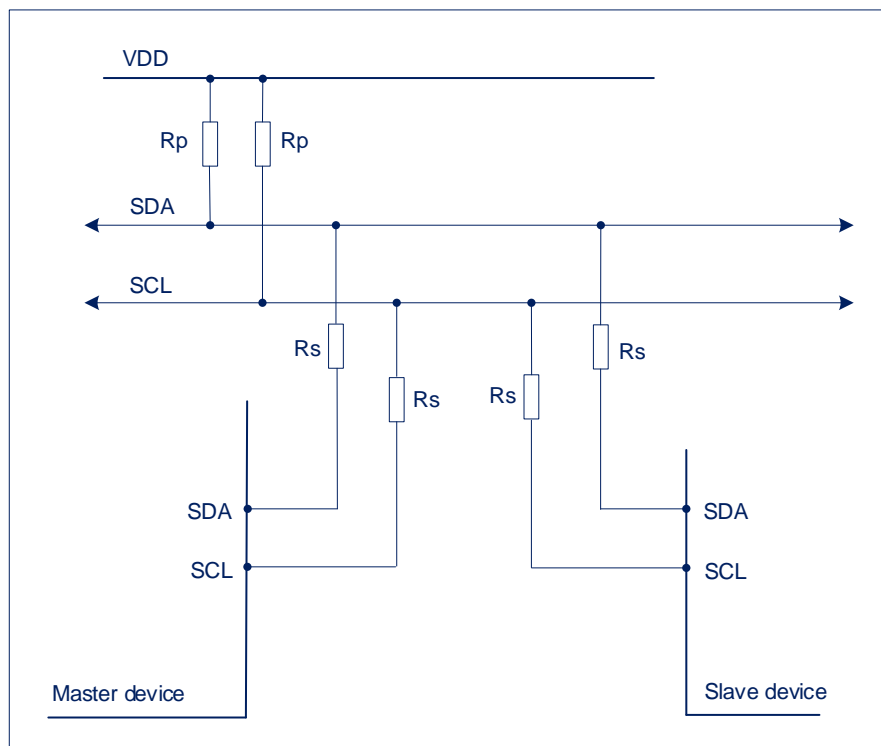 VDD
Rp
Rp
SDA
SCL
Rs
Rs
Rs
Rs
SDA
SCL
SDA
SCL
Master device
Slave device